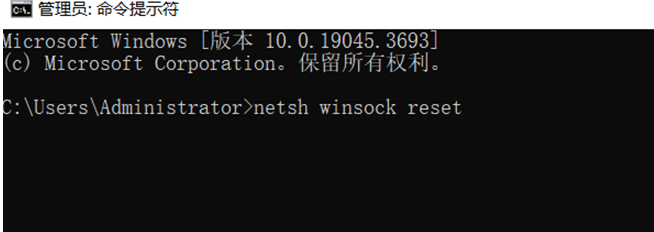 管理员: 命令提示符
Microsoft Windows [版本 10.0.19045.3693]
(c) Microsoft Corporation。保留所有权利。
C:\Users\Administrator>netsh winsock reset